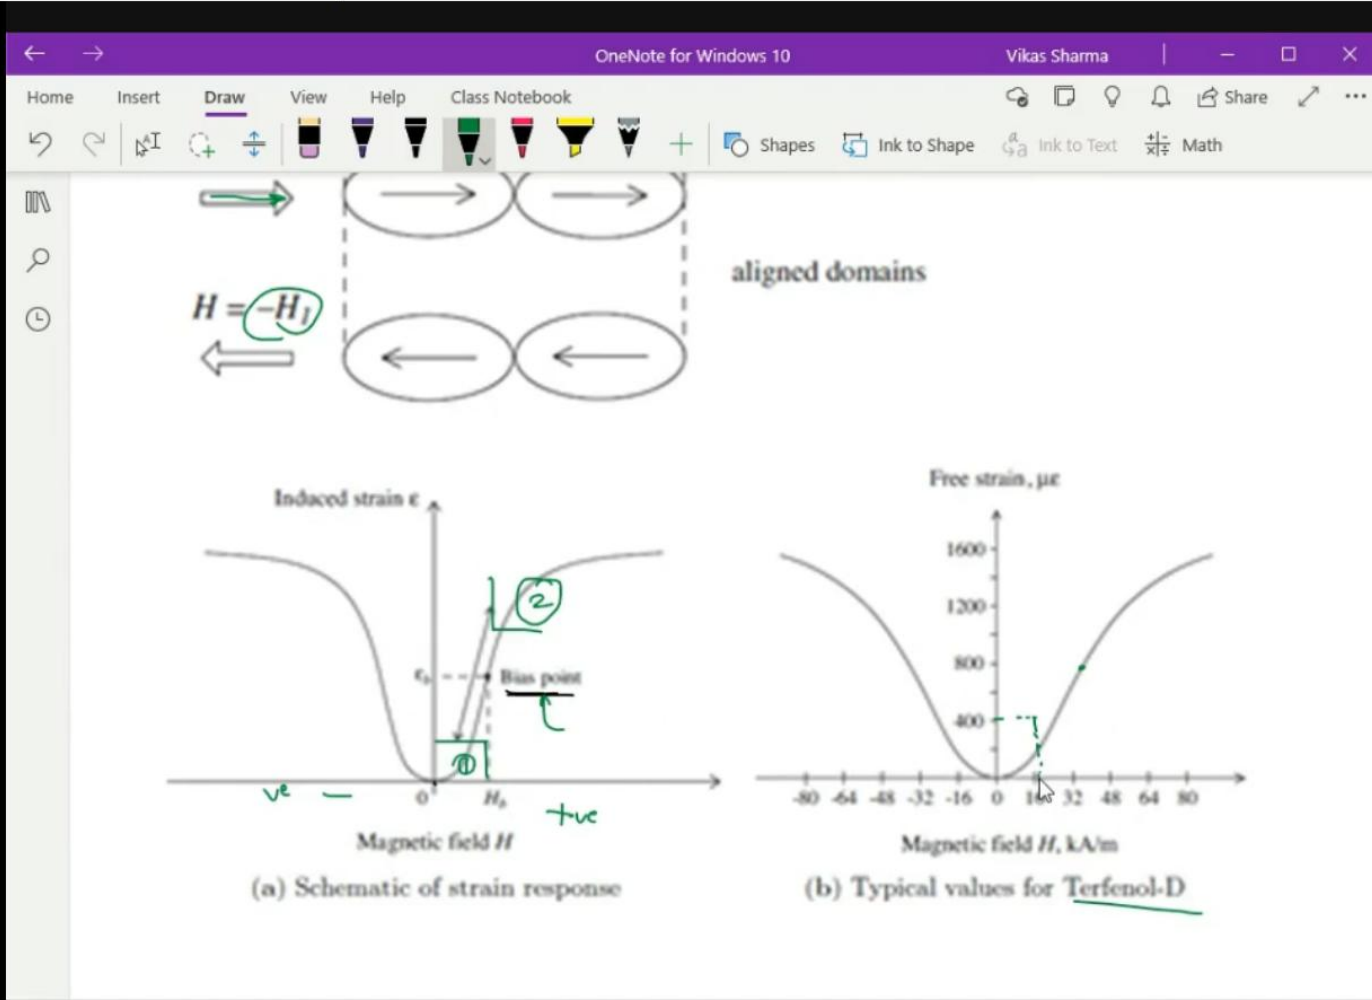 OneNote for Windows 10
Vikas Sharma
Home Insert Draw View Help Class Notebook
Share
Shapes Ink to Shape Ink to Text Math
aligned domains
H = -H₁
Induced strain ε
2
εb
Bias point
1
0
Hb
ve −
+ve
Magnetic field H
(a) Schematic of strain response
Free strain, με
1600
1200
800
400
-80 -64 -48 -32 -16 0 16 32 48 64 80
Magnetic field H, kA/m
(b) Typical values for Terfenol-D